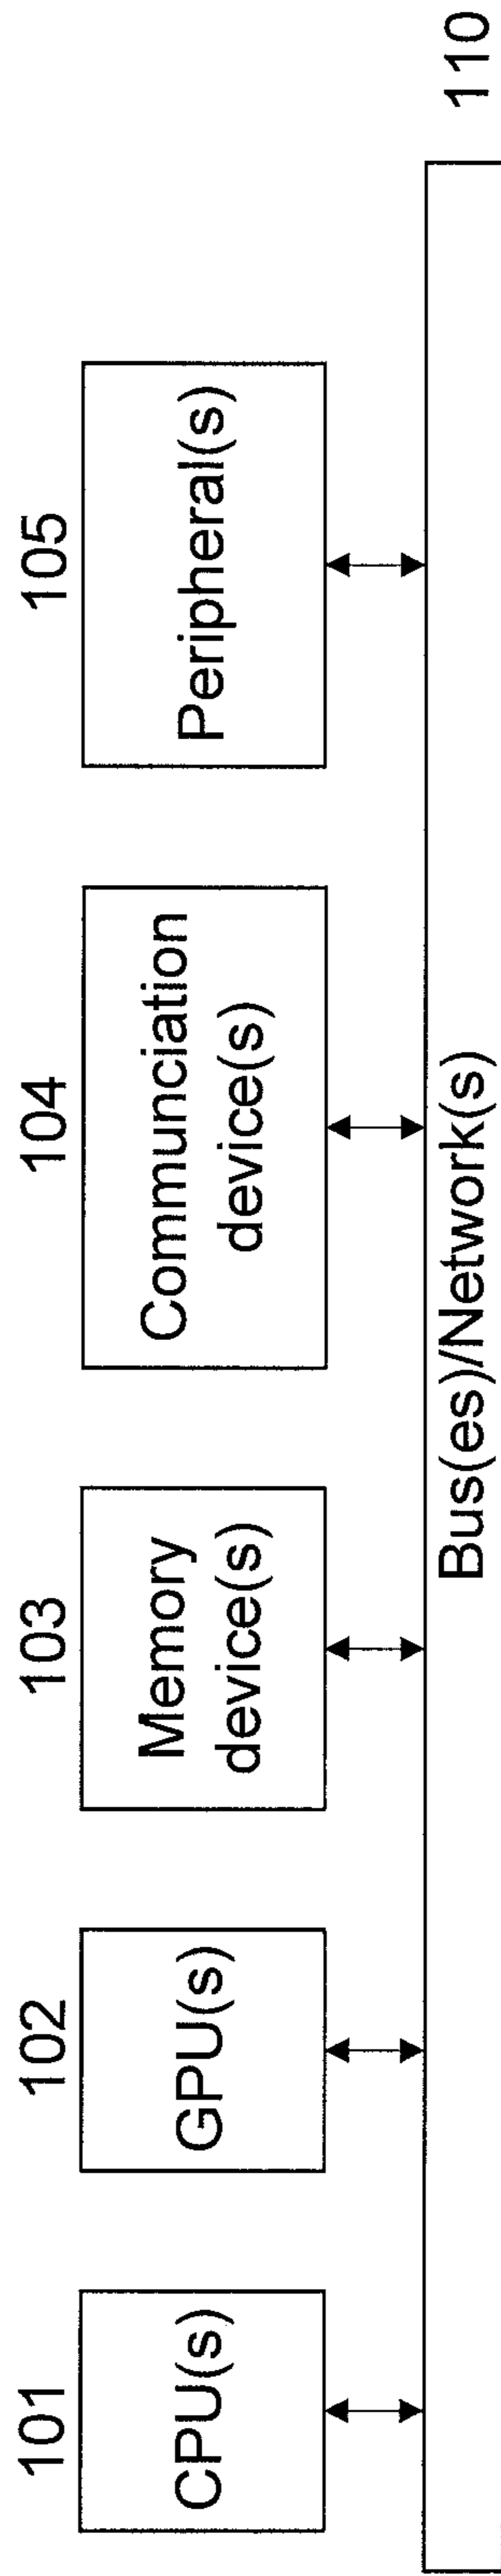 101
CPU(s)
102
GPU(s)
103
Memory
device(s)
104
Communciation
device(s)
105
Peripheral(s)
Bus(es)/Network(s)
110